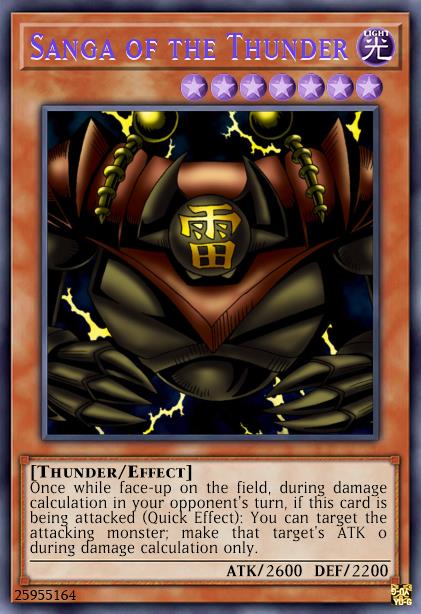 SANGA OF THE THUNDER
LIGHT
光
雷
[THUNDER/EFFECT]
Once while face-up on the field, during damage
calculation in your opponent's turn, if this card is
being attacked (Quick Effect): You can target the
attacking monster; make that target's ATK 0
during damage calculation only.
ATK/2600 DEF/2200
25955164